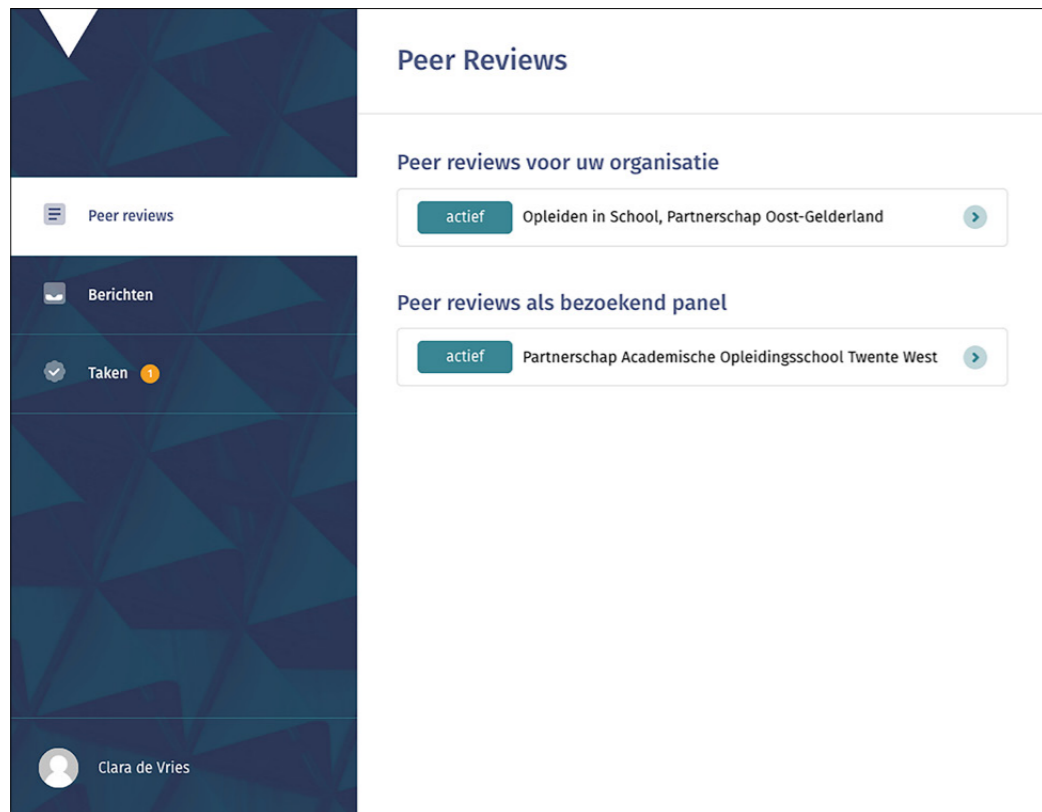 Peer Reviews
Peer reviews
Berichten
Taken 1
Clara de Vries
Peer reviews voor uw organisatie
actief Opleiden in School, Partnerschap Oost-Gelderland
Peer reviews als bezoekend panel
actief Partnerschap Academische Opleidingsschool Twente West